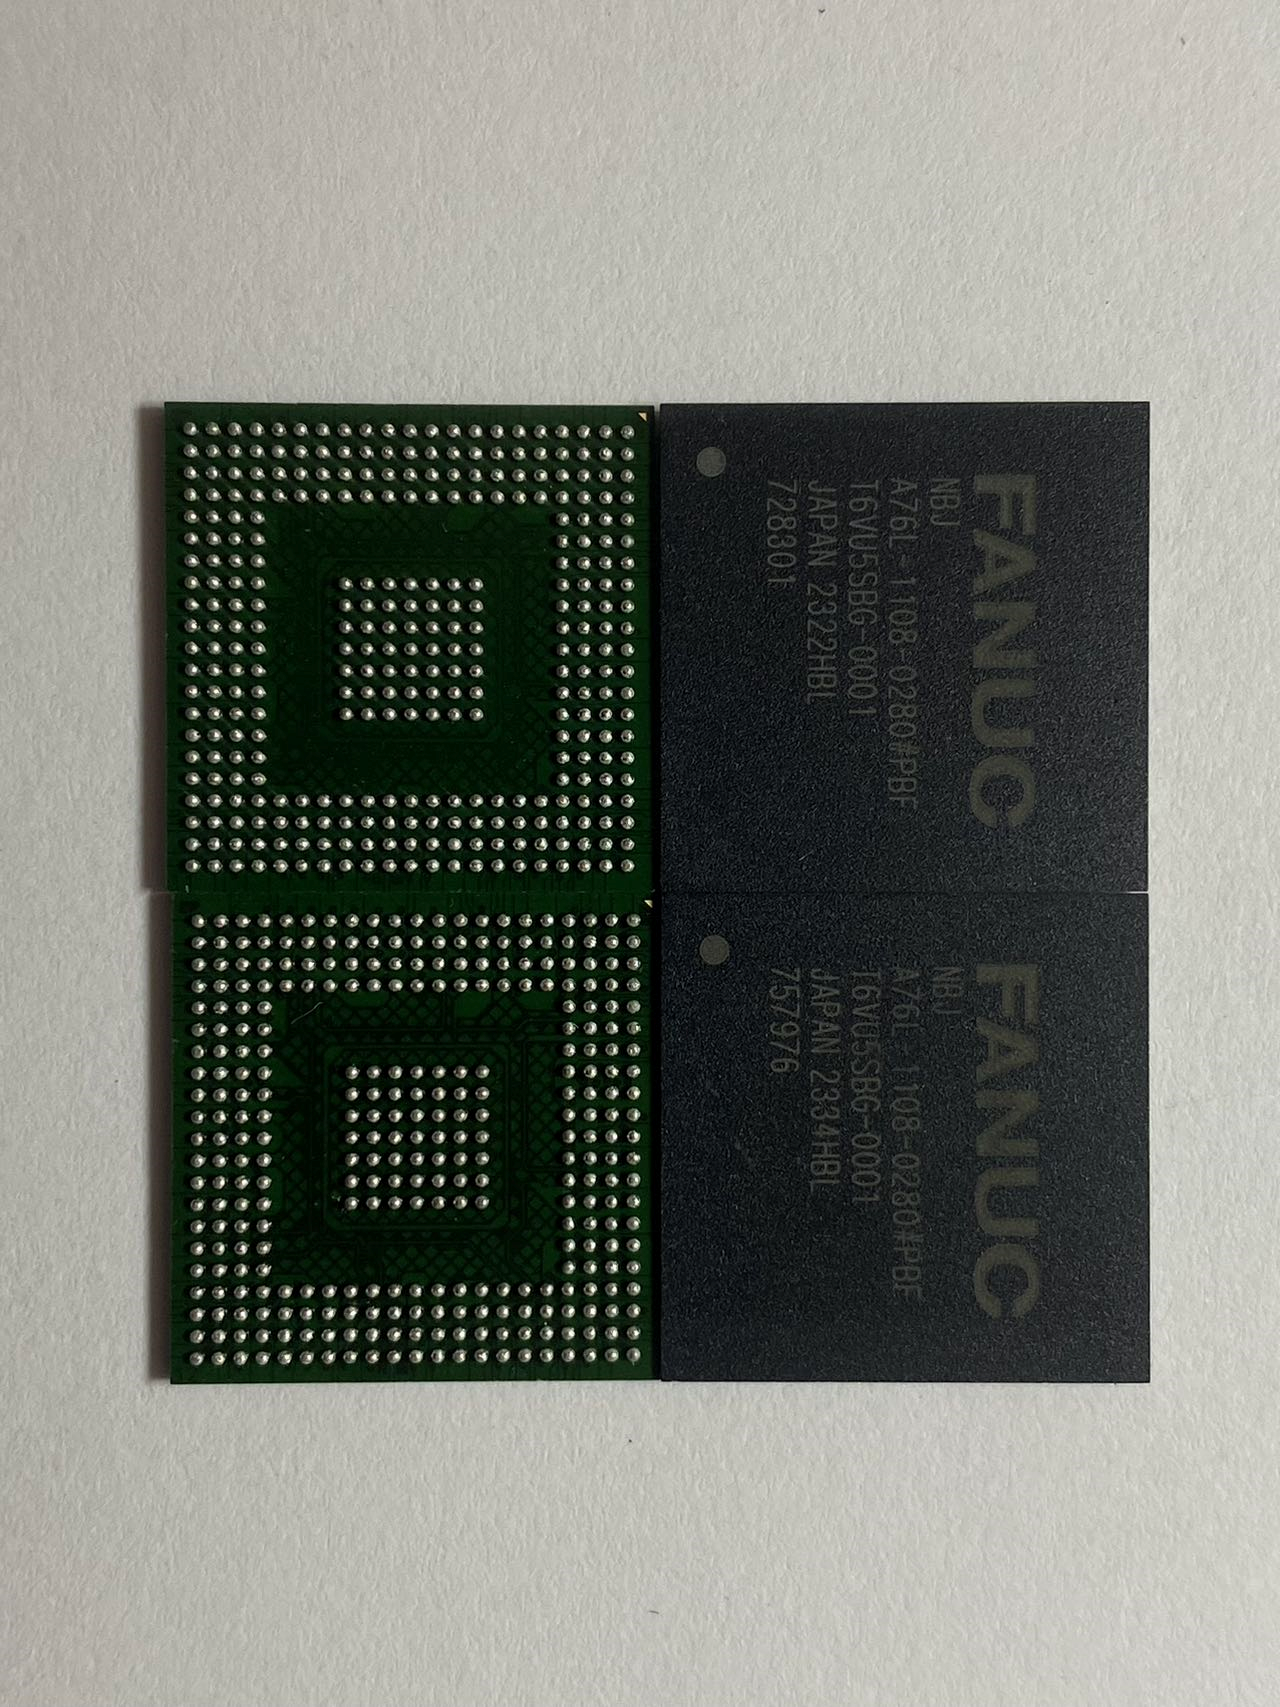 FANUC
NBJ
A76L-1108-0280#PBF
T6VU5SBG-0001
JAPAN 2322HBL
728301
FANUC
NBJ
A76L-1108-0280#PBF
T6VU5SBG-0001
JAPAN 2334HBL
757976